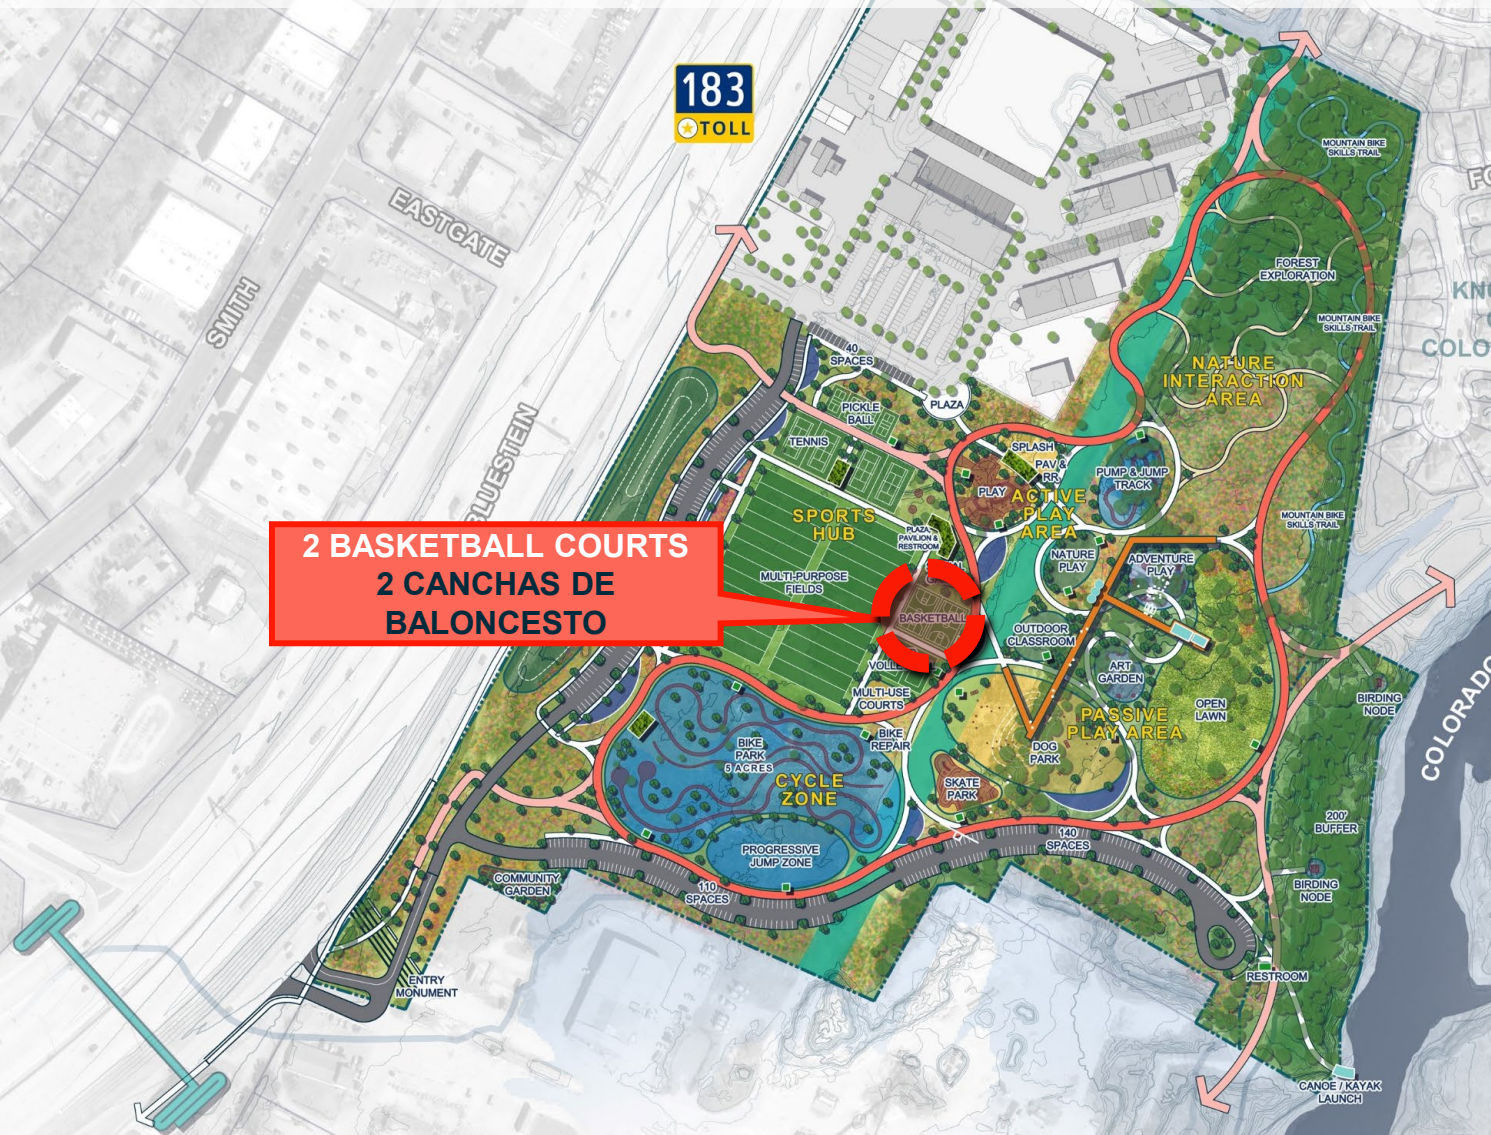 183
TOLL
EASTGATE
SMITH
BLUESTEIN
MOUNTAIN BIKE
SKILLS TRAIL
FOREST
EXPLORATION
MOUNTAIN BIKE
SKILLS TRAIL
NATURE
INTERACTION
AREA
40
SPACES
PICKLE
BALL
PLAZA
TENNIS
SPLASH
PAV &
RR
PLAY
PUMP & JUMP
TRACK
ACTIVE
PLAY
AREA
SPORTS
HUB
MOUNTAIN BIKE
SKILLS TRAIL
PLAZA
PAVILION &
RESTROOM
2 BASKETBALL COURTS
2 CANCHAS DE
BALONCESTO
NATURE
PLAY
ADVENTURE
PLAY
MULTI-PURPOSE
FIELDS
BASKETBALL
OUTDOOR
CLASSROOM
ART
GARDEN
MULTI-USE
COURTS
BIRDING
NODE
OPEN
LAWN
PASSIVE
PLAY AREA
BIKE
REPAIR
DOG
PARK
BIKE
PARK
5 ACRES
CYCLE
ZONE
SKATE
PARK
COLORADO
200'
BUFFER
140
SPACES
PROGRESSIVE
JUMP ZONE
COMMUNITY
GARDEN
110
SPACES
BIRDING
NODE
ENTRY
MONUMENT
RESTROOM
CANOE / KAYAK
LAUNCH